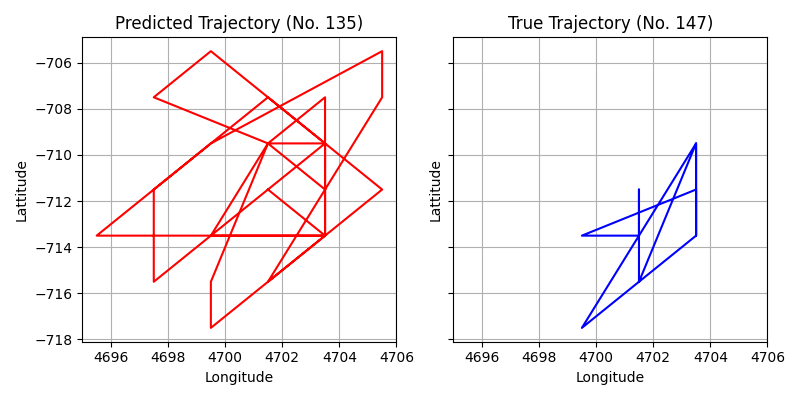 Predicted Trajectory (No. 135)
True Trajectory (No. 147)
−706
−708
−710
−712
−714
−716
−718
Lattitude
Lattitude
4696 4698 4700 4702 4704 4706
4696 4698 4700 4702 4704 4706
Longitude
Longitude